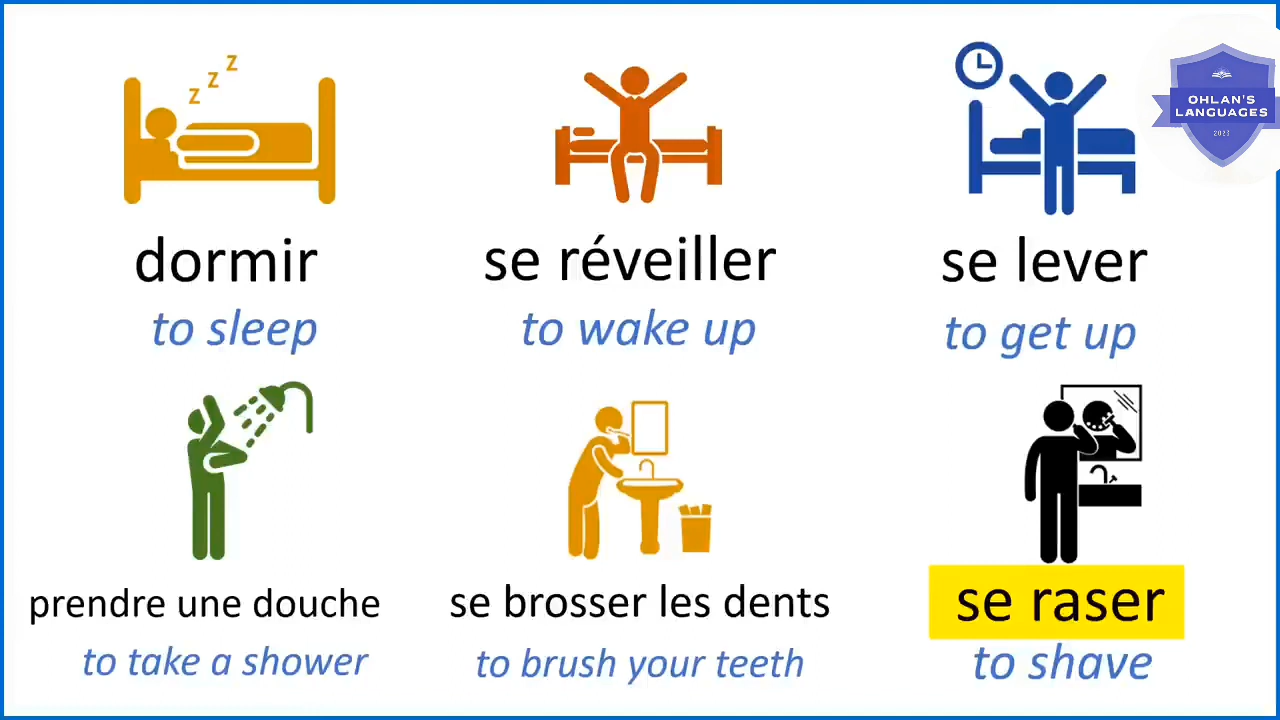 z
z
z
OHLAN'S
LANGUAGES
2023
dormir
to sleep
se réveiller
to wake up
se lever
to get up
prendre une douche
to take a shower
se brosser les dents
to brush your teeth
se raser
to shave